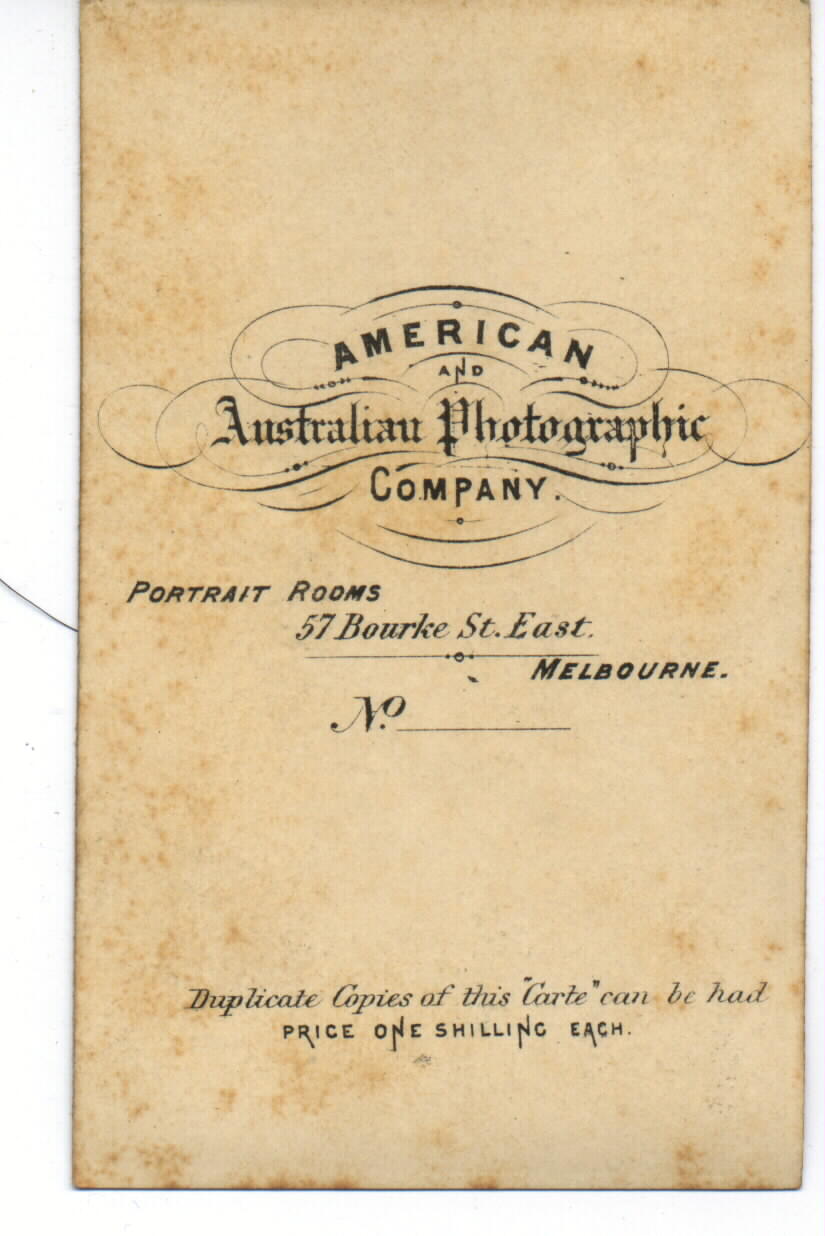 AMERICAN
AND
Australian Photographic
COMPANY.
PORTRAIT ROOMS
57 Bourke St. East.
MELBOURNE.
No.
Duplicate Copies of this "Carte" can be had
PRICE ONE SHILLING EACH.